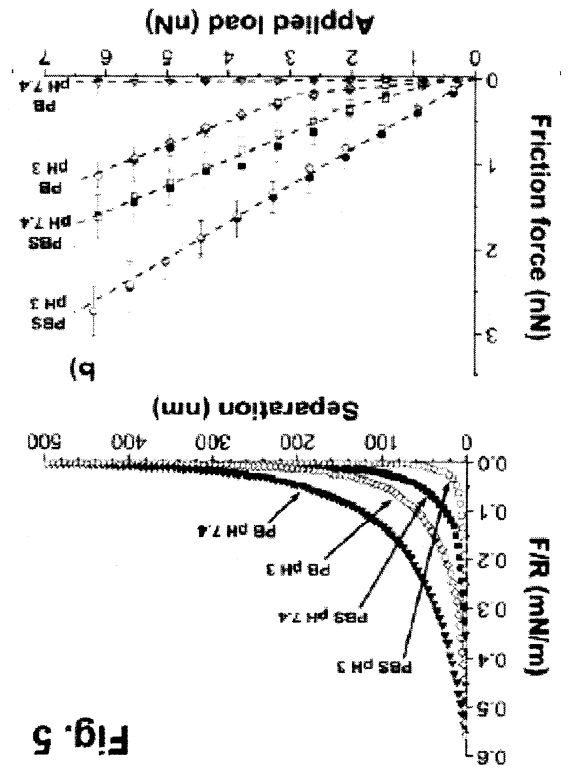 Fig. 5
0.6
0.5
0.4
0.3
0.2
0.1
0.0
F/R (mN/m)
PBS pH 3
PBS pH 7.4
PB pH 3
PB pH 7.4
0 100 200 300 400 500
Separation (nm)
b)
3
2
1
0
Friction force (nN)
PBS
pH 3
PBS
pH 7.4
PB
pH 3
PB
pH 7.4
0 1 2 3 4 5 6 7
Applied load (nN)